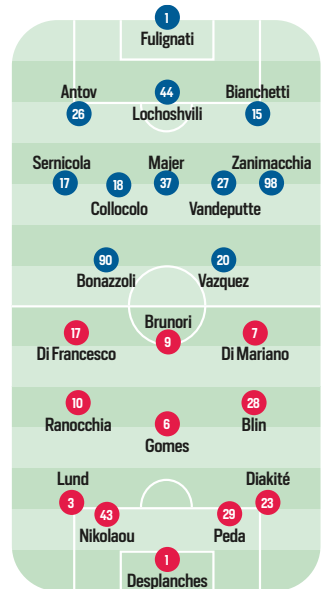 1
Fulignati
Antov
44
Bianchetti
26
Lochoshvili
15
Sernicola
Majer
Zanimacchia
17
18
37
27
98
Collocolo
Vandeputte
90
20
Bonazzoli
Vazquez
Brunori
17
9
7
Di Francesco
Di Mariano
10
28
Ranocchia
6
Blin
Gomes
Lund
Diakité
3
43
29
23
Nikolaou
Peda
1
Desplanches